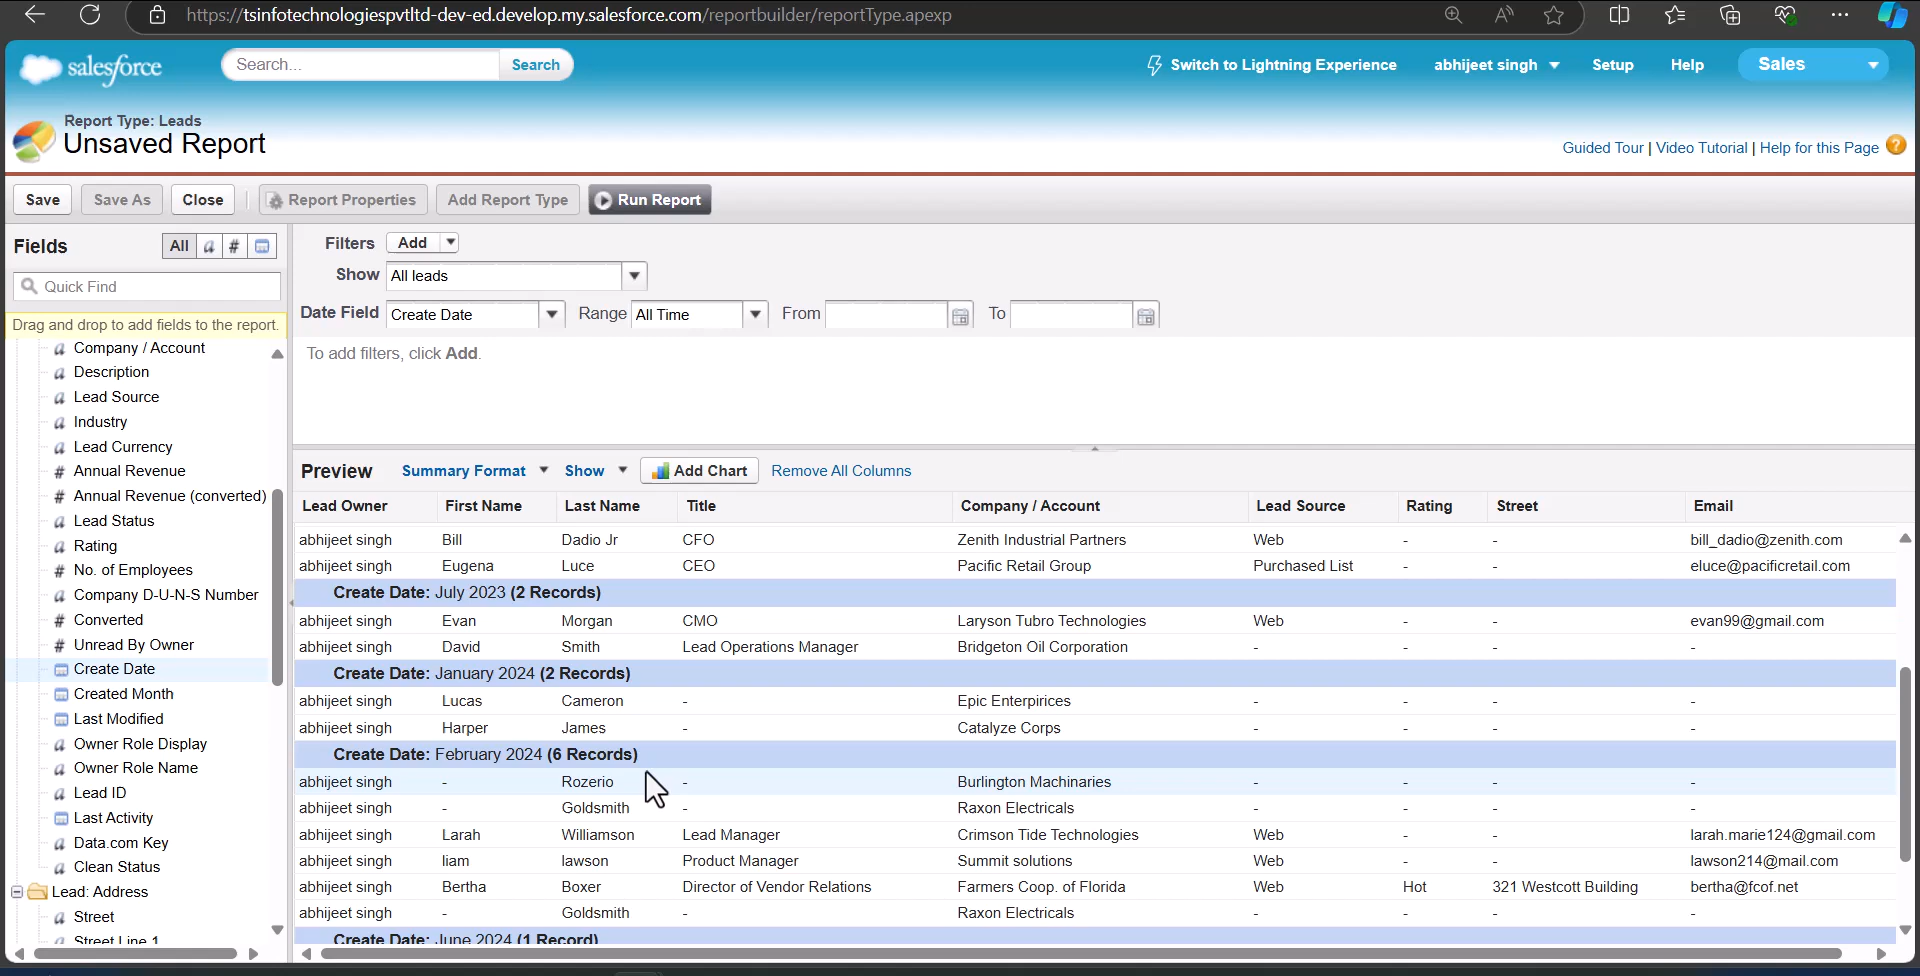 https://tsinfotechnologiespvtltd-dev-ed.develop.my.salesforce.com/reportbuilder/reportType.apexp
salesforce
Search...
Search
Switch to Lightning Experience
abhijeet singh
Setup
Help
Sales
Report Type: Leads
Unsaved Report
Guided Tour | Video Tutorial | Help for this Page ?
Save
Save As
Close
Report Properties
Add Report Type
Run Report
Fields
All a #
Quick Find
Drag and drop to add fields to the report.
a Company / Account
a Description
a Lead Source
a Industry
a Lead Currency
# Annual Revenue
# Annual Revenue (converted)
a Lead Status
a Rating
# No. of Employees
a Company D-U-N-S Number
# Converted
# Unread By Owner
Create Date
Created Month
Last Modified
a Owner Role Display
a Owner Role Name
a Lead ID
Last Activity
a Data.com Key
a Clean Status
Lead: Address
a Street
a Street Line 1
Filters Add
Show All leads
Date Field Create Date Range All Time From To
To add filters, click Add.
Preview Summary Format Show Add Chart Remove All Columns
Lead Owner First Name Last Name Title Company / Account Lead Source Rating Street Email
abhijeet singh Bill Dadio Jr CFO Zenith Industrial Partners Web - - bill_dadio@zenith.com
abhijeet singh Eugena Luce CEO Pacific Retail Group Purchased List - - eluce@pacificretail.com
Create Date: July 2023 (2 Records)
abhijeet singh Evan Morgan CMO Laryson Tubro Technologies Web - - evan99@gmail.com
abhijeet singh David Smith Lead Operations Manager Bridgeton Oil Corporation - - - -
Create Date: January 2024 (2 Records)
abhijeet singh Lucas Cameron - Epic Enterpirices - - - -
abhijeet singh Harper James - Catalyze Corps - - - -
Create Date: February 2024 (6 Records)
abhijeet singh - Rozerio - Burlington Machinaries - - - -
abhijeet singh - Goldsmith - Raxon Electricals - - - -
abhijeet singh Larah Williamson Lead Manager Crimson Tide Technologies Web - - larah.marie124@gmail.com
abhijeet singh liam lawson Product Manager Summit solutions Web - - lawson214@mail.com
abhijeet singh Bertha Boxer Director of Vendor Relations Farmers Coop. of Florida Web Hot 321 Westcott Building bertha@fcof.net
abhijeet singh - Goldsmith - Raxon Electricals - - - -
Create Date: June 2024 (1 Record)